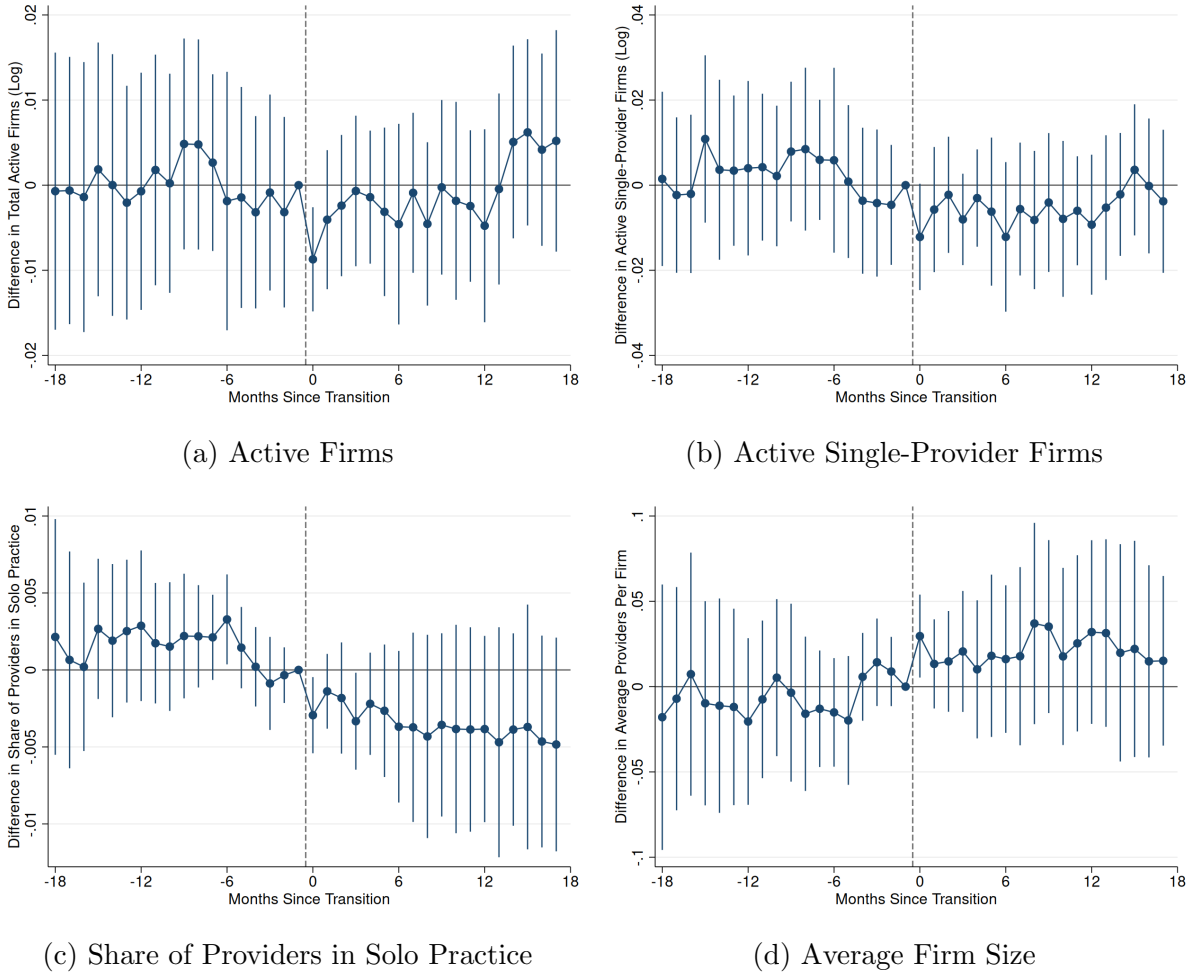 Difference in Total Active Firms (Log)
.02
.01
0
-.01
-.02
-18 -12 -6 0 6 12 18
Months Since Transition
(a) Active Firms
Difference in Active Single-Provider Firms (Log)
.04
.02
0
-.02
-.04
-18 -12 -6 0 6 12 18
Months Since Transition
(b) Active Single-Provider Firms
Difference in Share of Providers in Solo Practice
.01
.005
0
-.005
-.01
-18 -12 -6 0 6 12 18
Months Since Transition
(c) Share of Providers in Solo Practice
Difference in Average Providers Per Firm
.1
.05
0
-.05
-.1
-18 -12 -6 0 6 12 18
Months Since Transition
(d) Average Firm Size